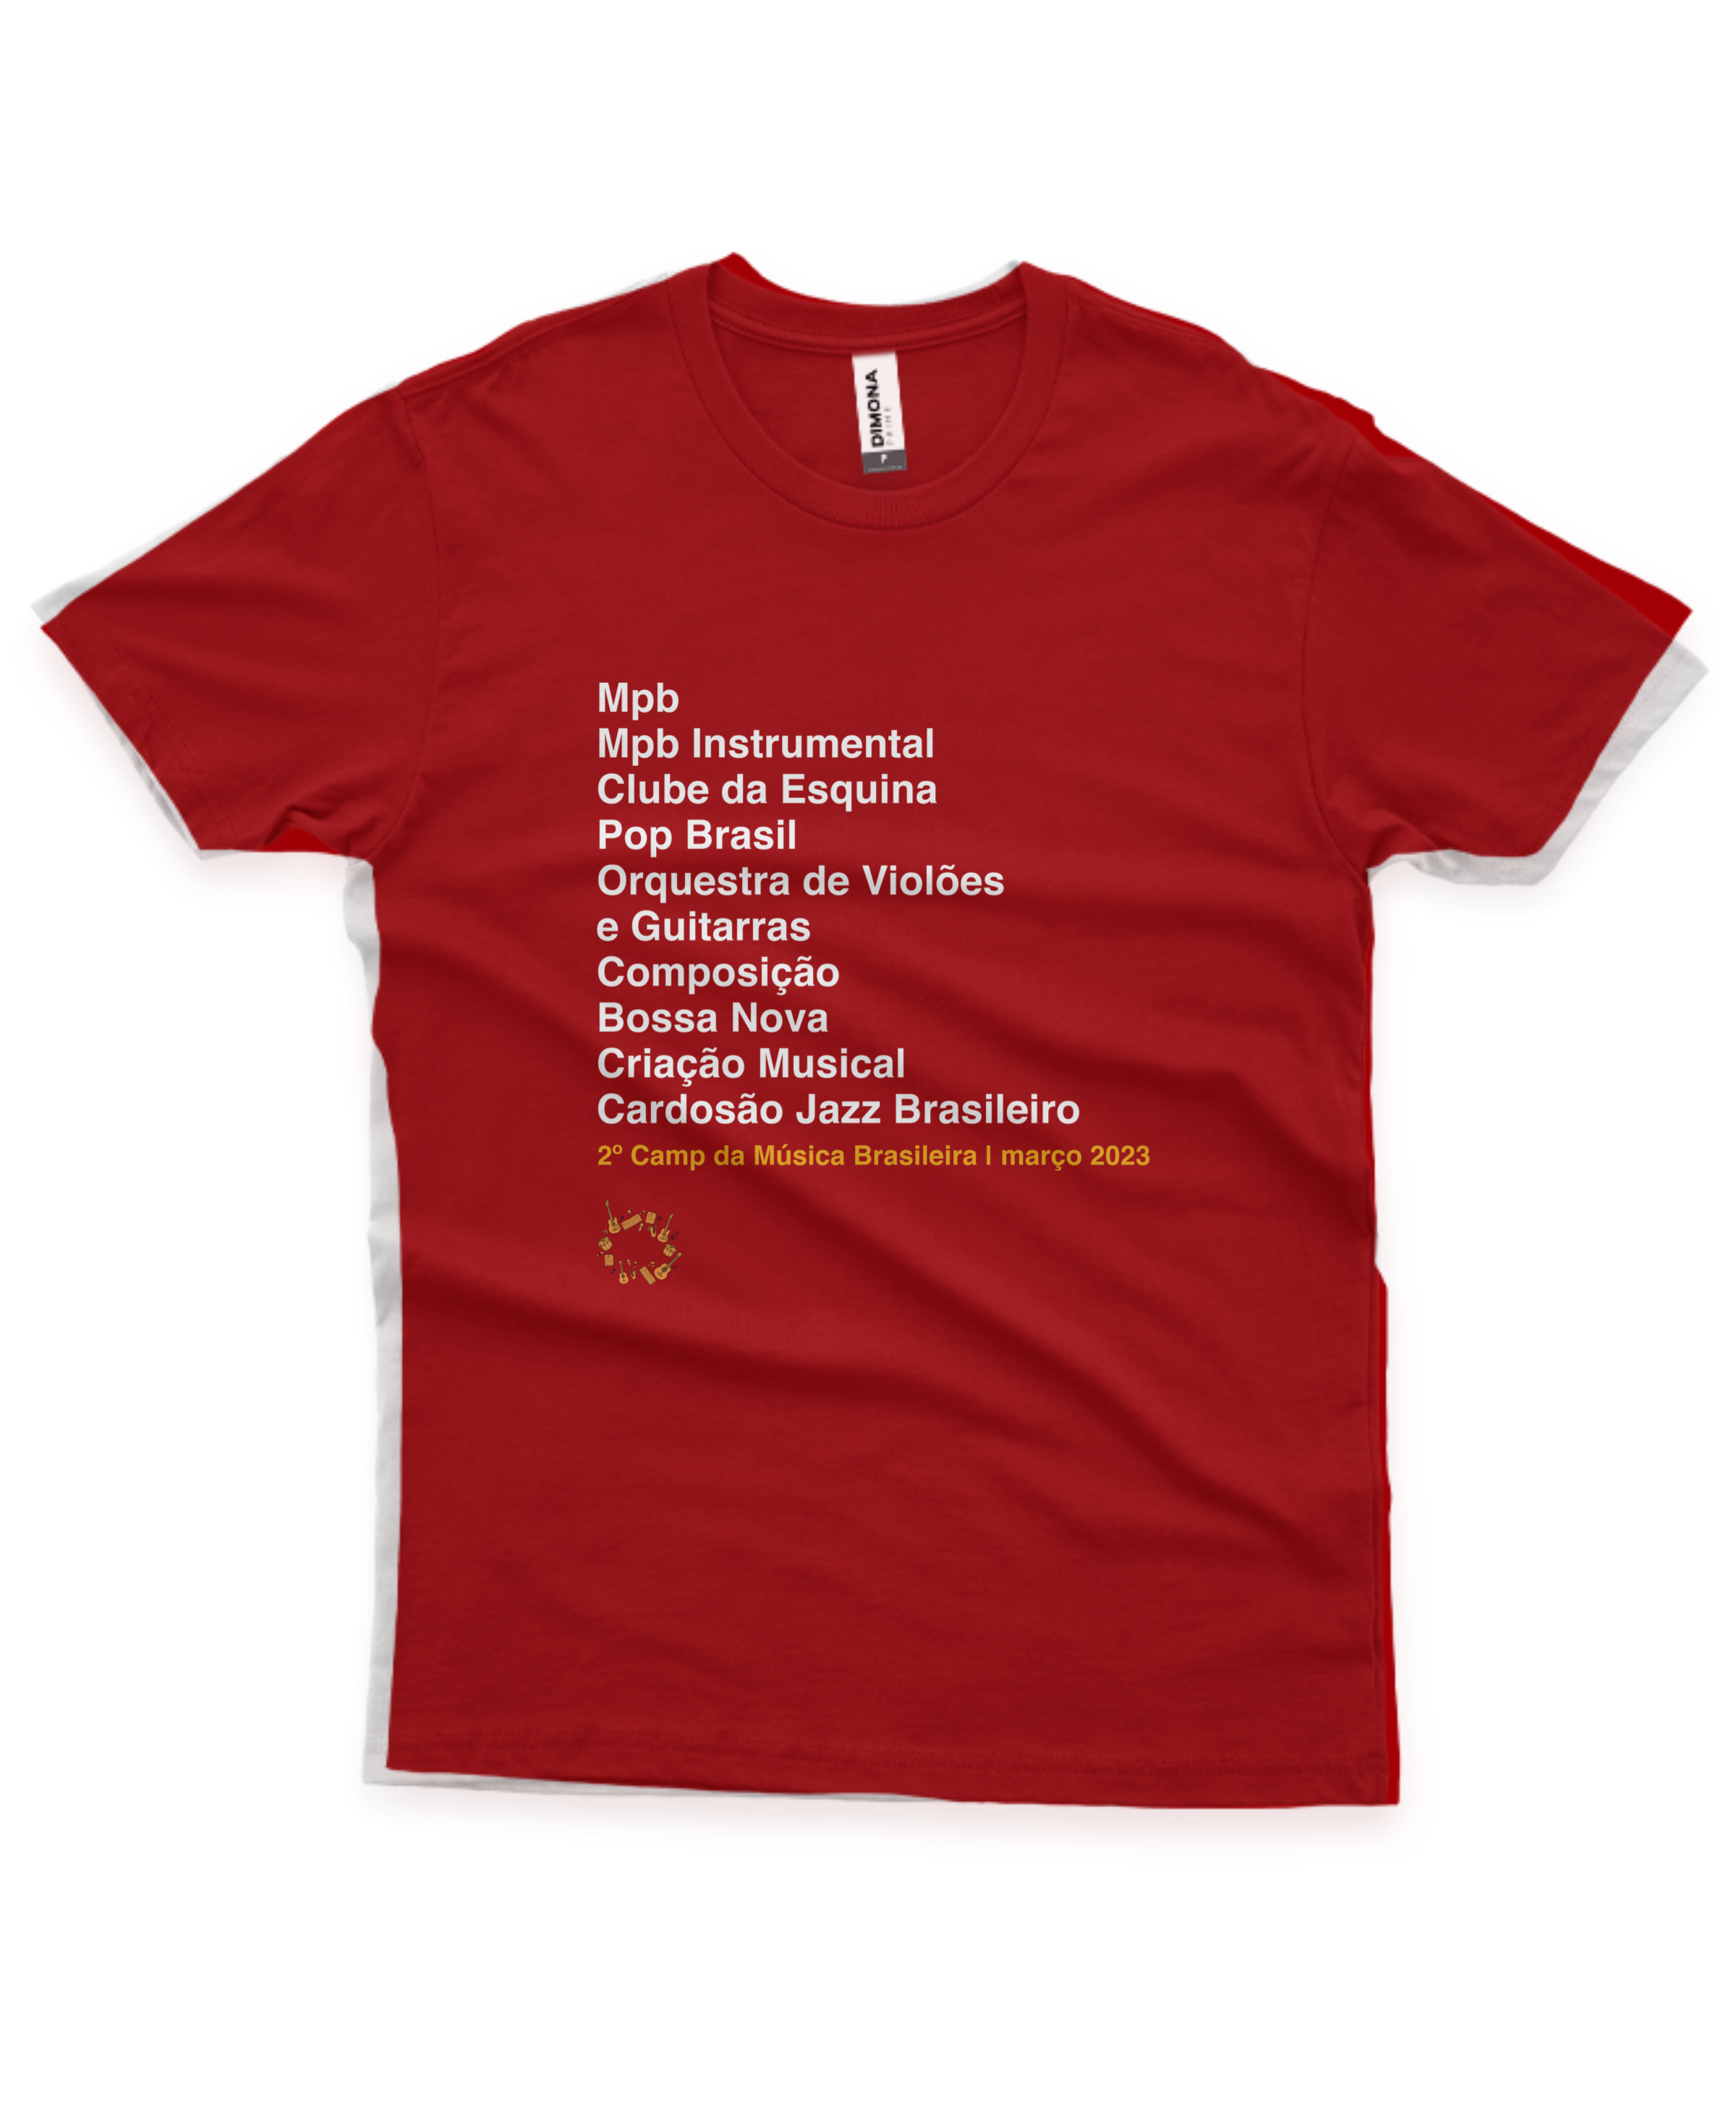 DIMONA
PRIME
Mpb
Mpb Instrumental
Clube da Esquina
Pop Brasil
Orquestra de Violões
e Guitarras
Composição
Bossa Nova
Criação Musical
Cardosão Jazz Brasileiro
2º Camp da Música Brasileira | março 2023